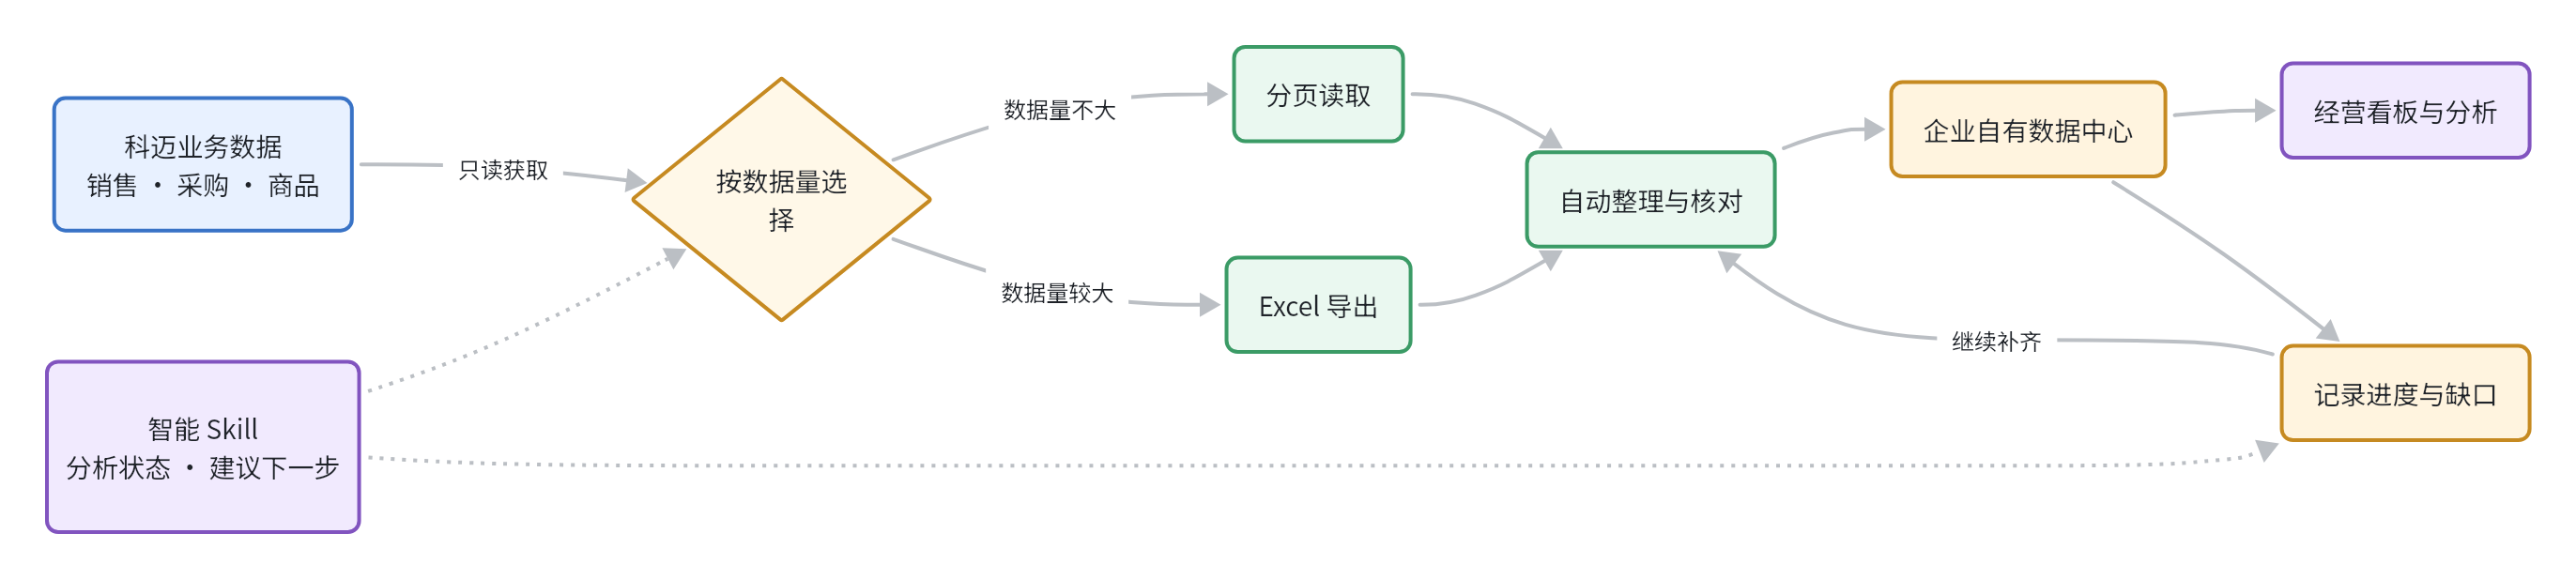 科迈业务数据
销售 · 采购 · 商品
只读获取
按数据量选
择
数据量不大
分页读取
数据量较大
Excel 导出
自动整理与核对
企业自有数据中心
经营看板与分析
继续补齐
记录进度与缺口
智能 Skill
分析状态 · 建议下一步